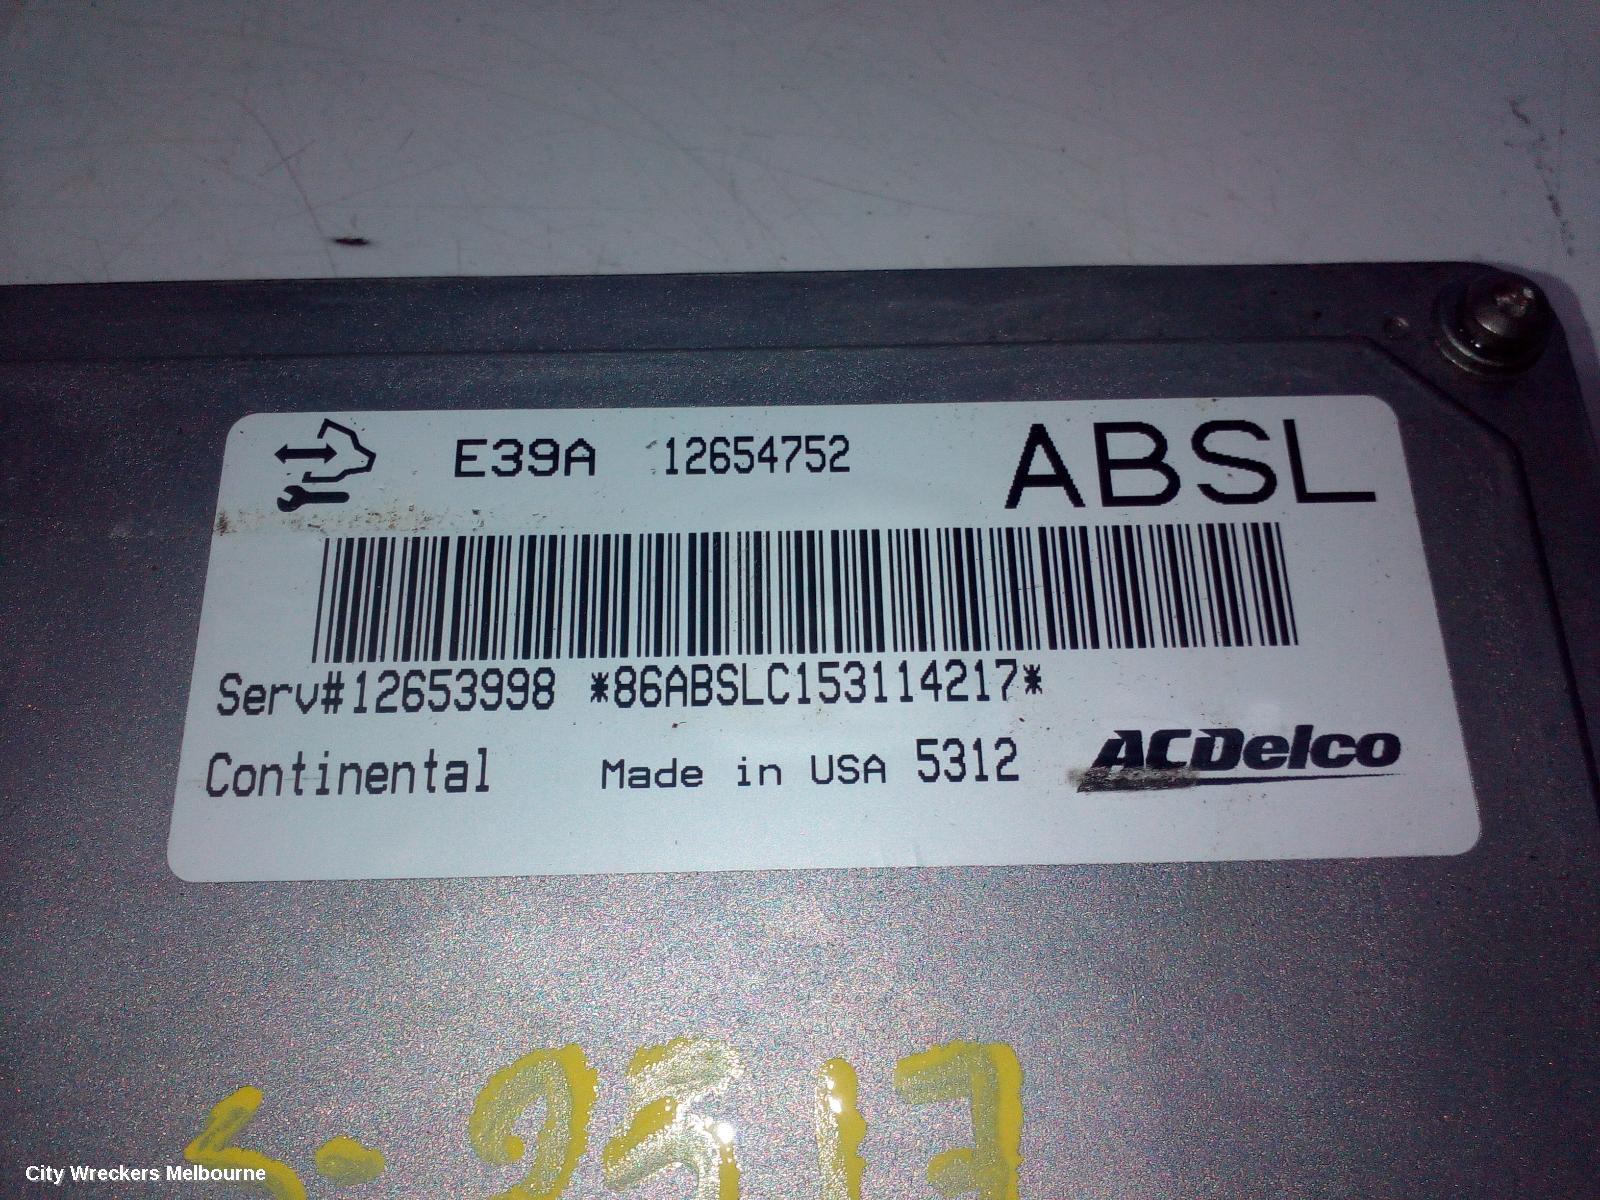 E39A 12654752 ABSL
Serv#12653998 *86ABSLC153114217*
Continental Made in USA 5312 ACDelco
City Wreckers Melbourne